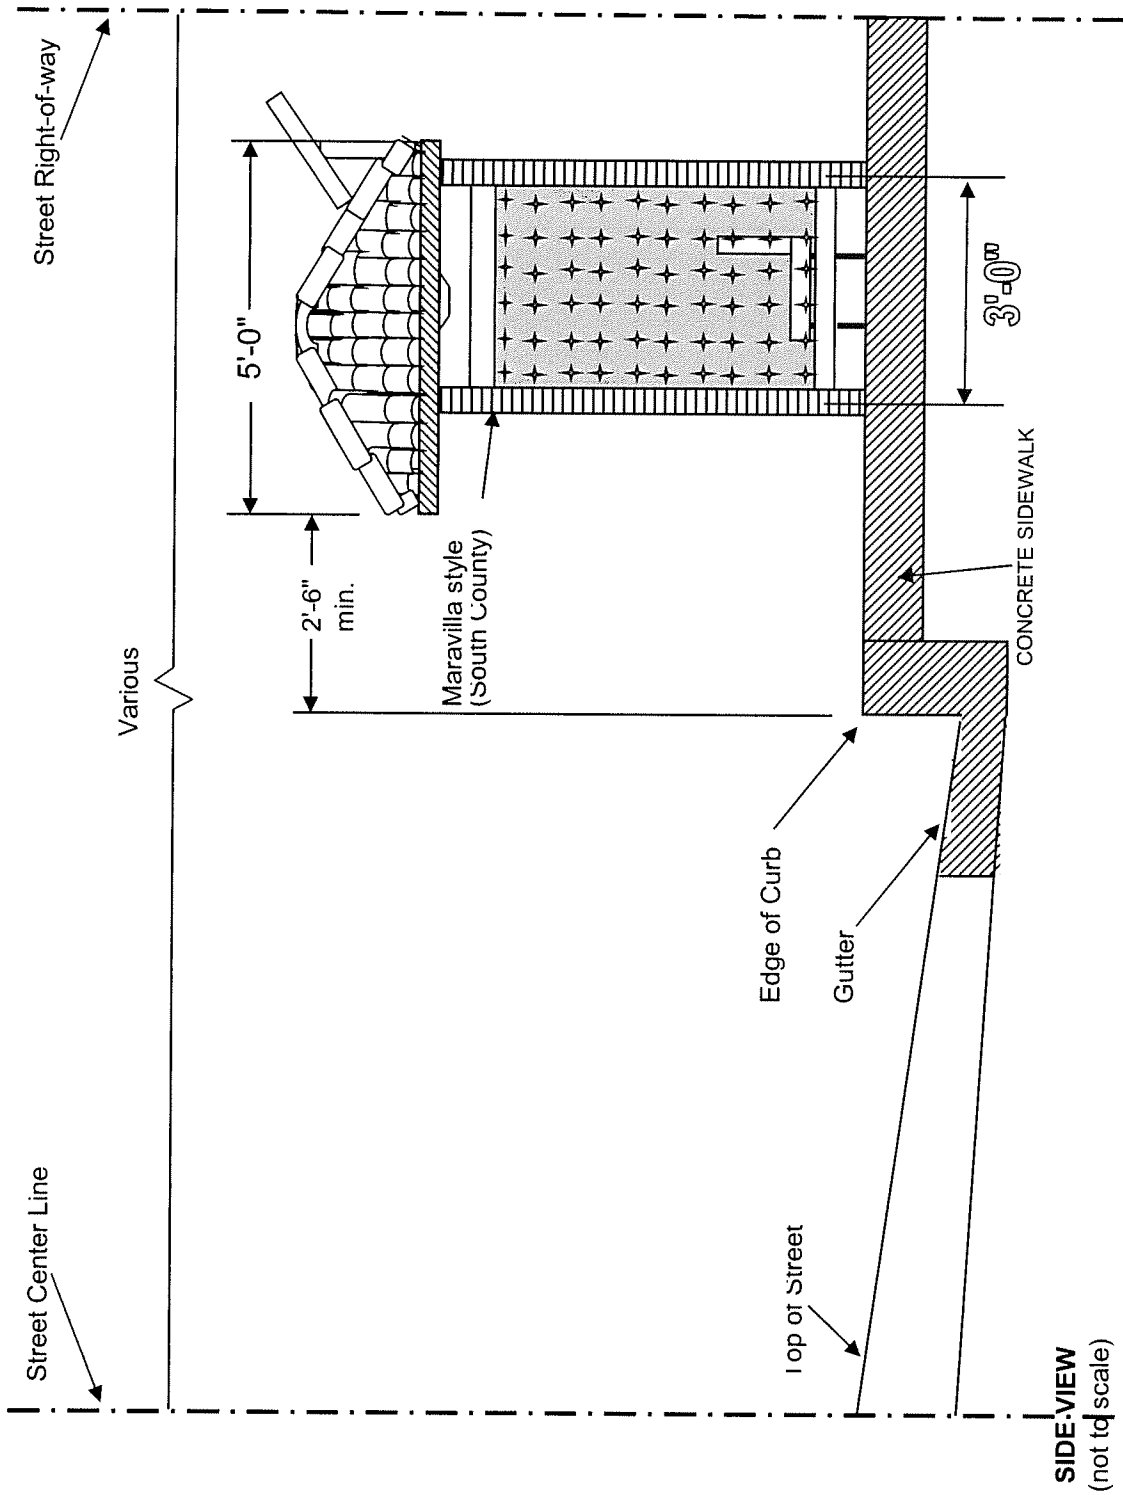 Street Center Line
Street Right-of-way
Various
5'-0"
2'-6"
min.
Maravilla style
(South County)
Edge of Curb
Gutter
Top of Street
3'-0"
CONCRETE SIDEWALK
SIDE VIEW
(not to scale)